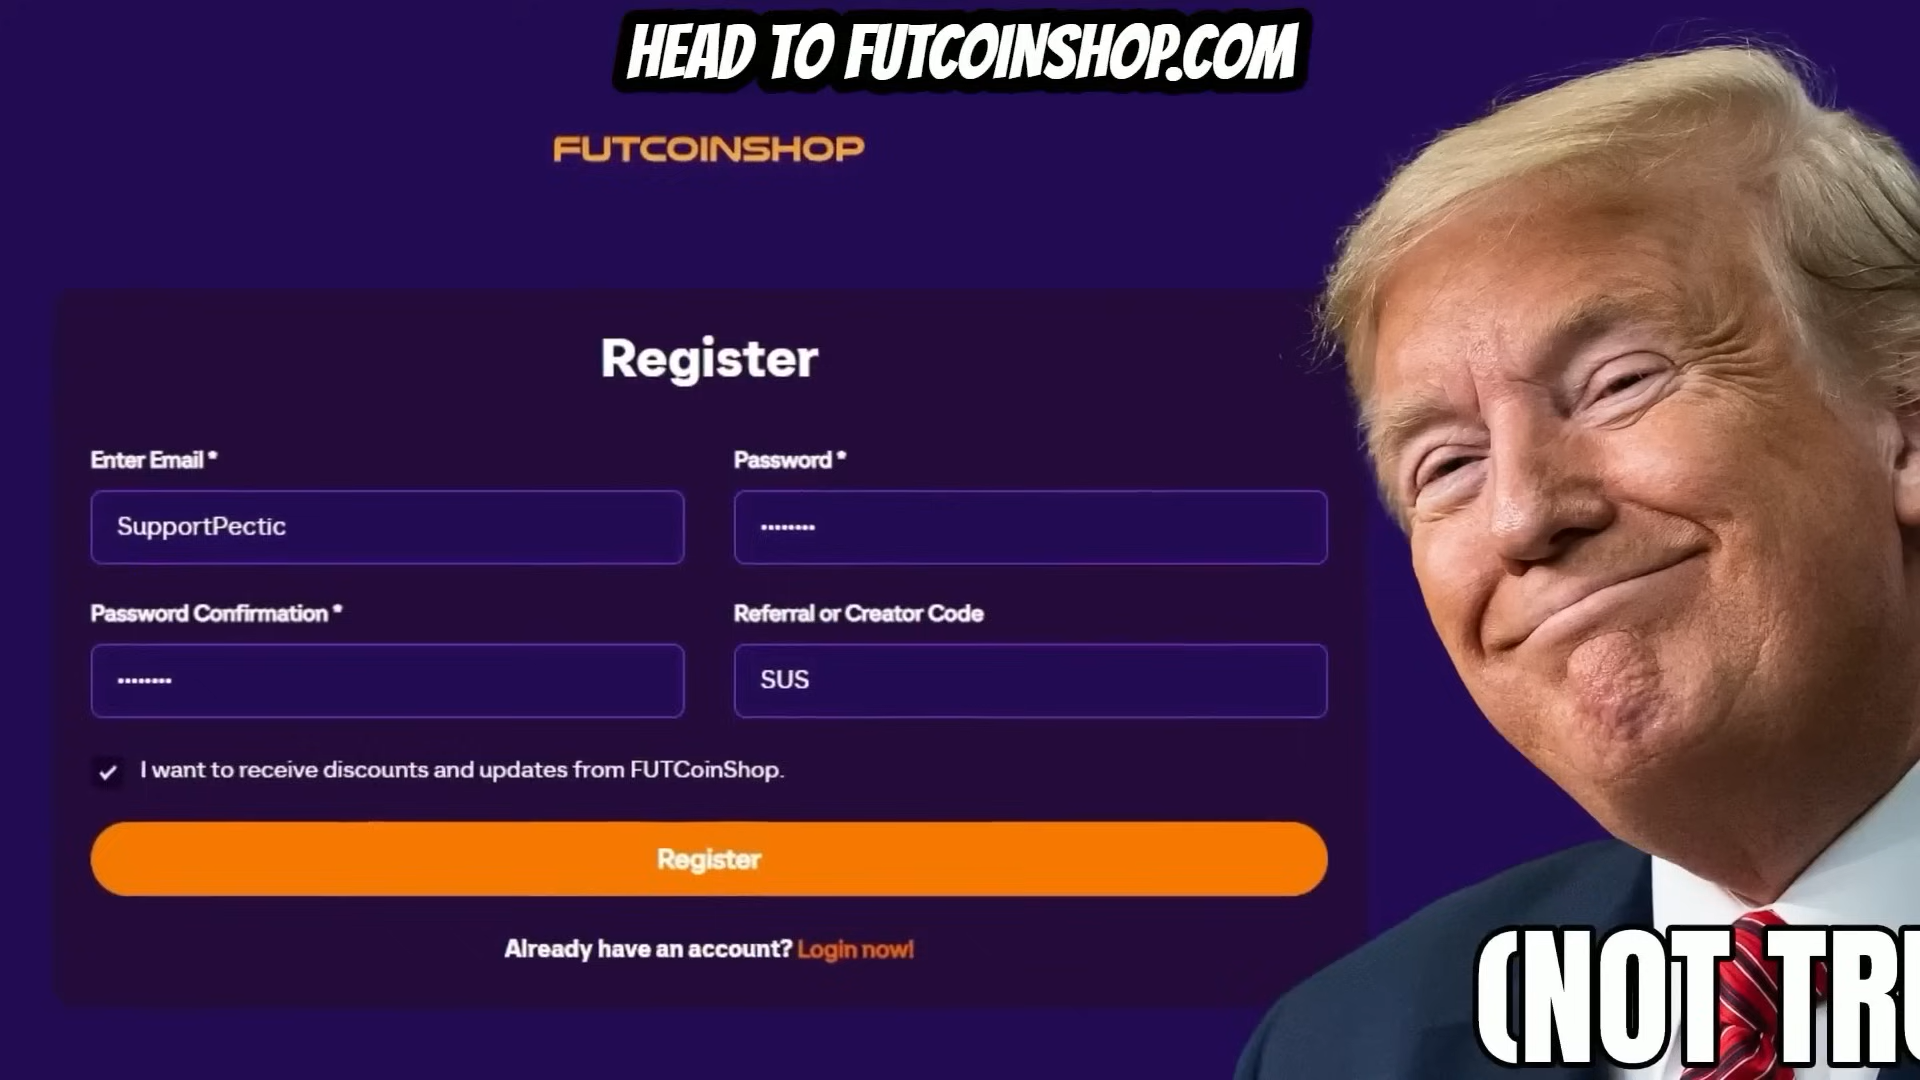 HEAD TO FUTCOINSHOP.COM
FUTCOINSHOP
Register
Enter Email *
Password *
SupportPectic
••••••••
Password Confirmation *
Referral or Creator Code
••••••••
SUS
I want to receive discounts and updates from FUTCoinShop.
Register
Already have an account? Login now!
(NOT TRU